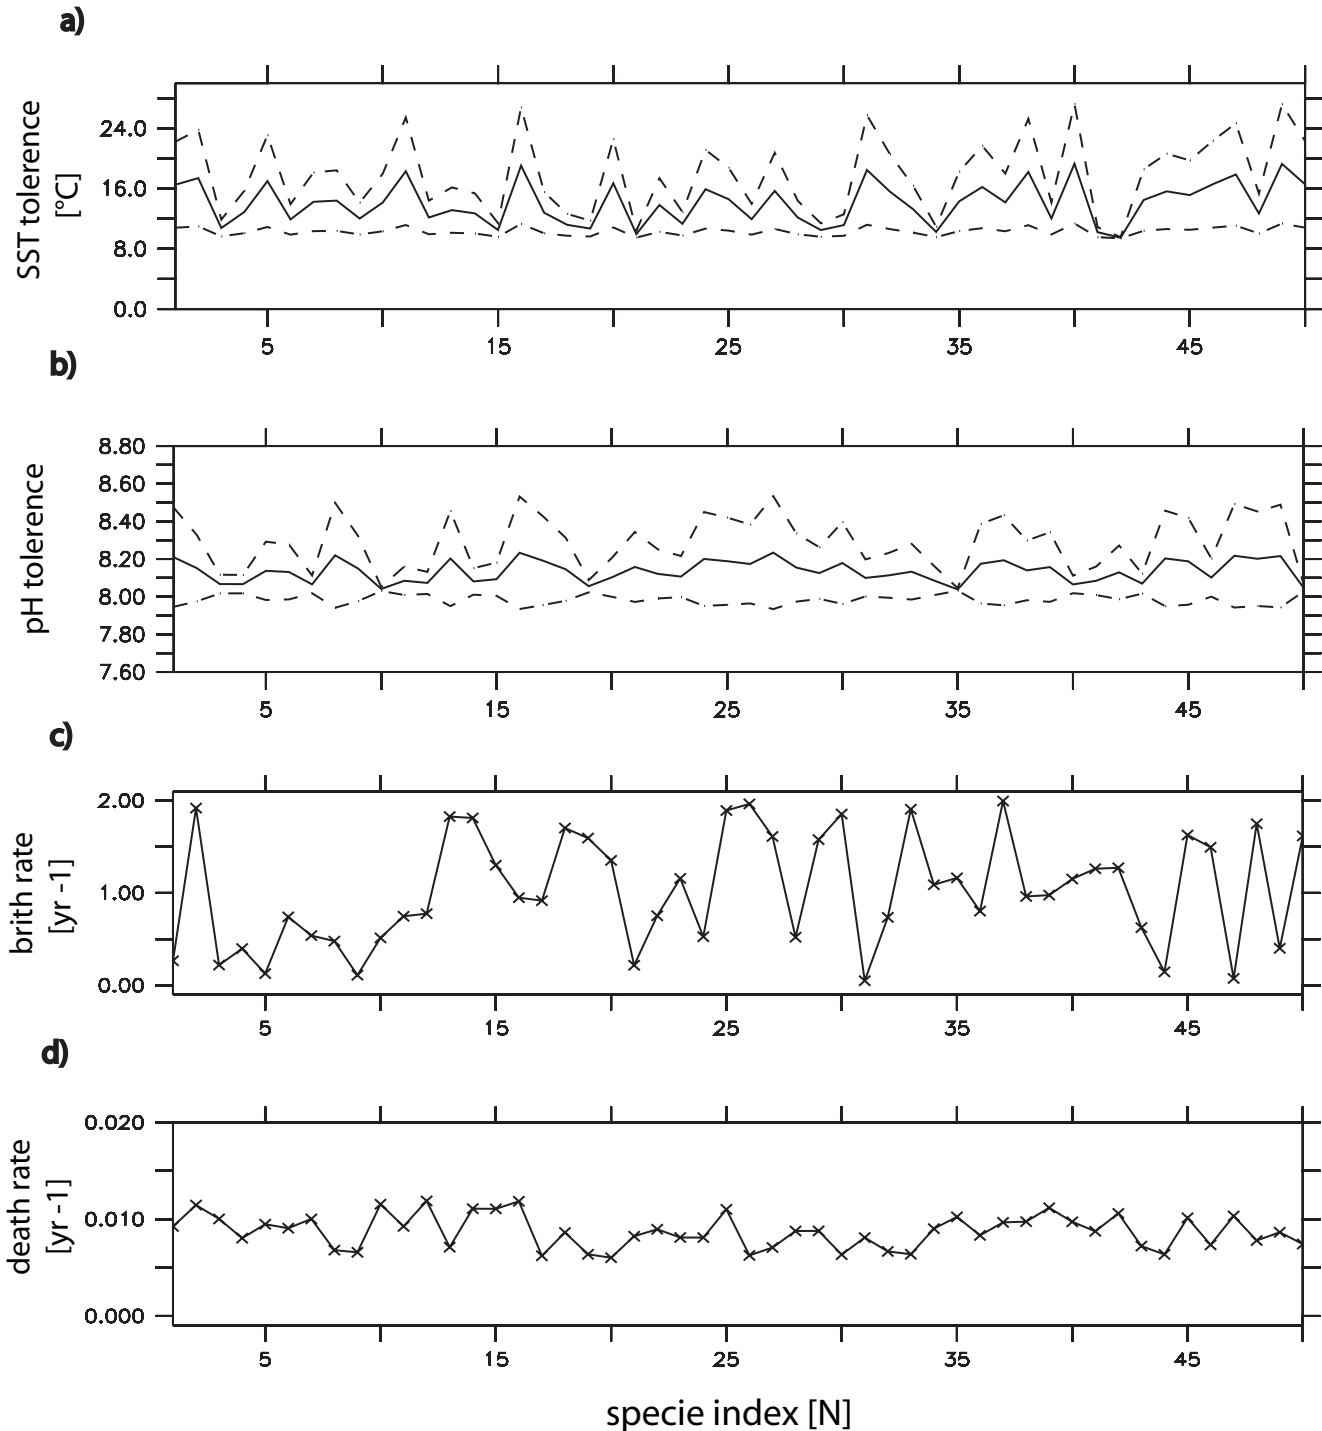 a)
SST tolerence
[°C]
24.0
16.0
8.0
0.0
5 15 25 35 45
b)
pH tolerence
8.80
8.60
8.40
8.20
8.00
7.80
7.60
5 15 25 35 45
c)
brith rate
[yr -1]
2.00
1.00
0.00
5 15 25 35 45
d)
death rate
[yr -1]
0.020
0.010
0.000
5 15 25 35 45
specie index [N]